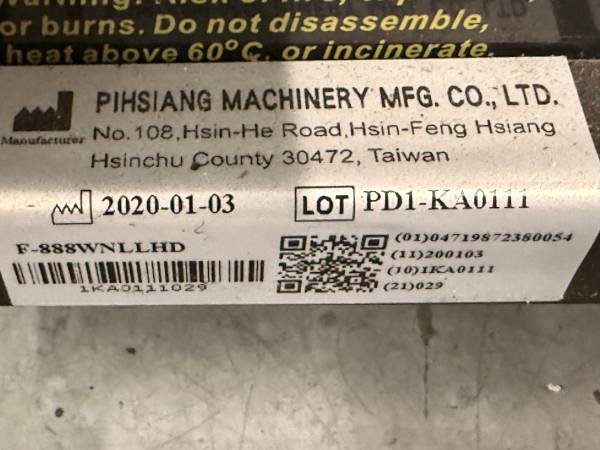 or burns. Do not disassemble,
heat above 60°C, or incinerate.
PIHSIANG MACHINERY MFG. CO., LTD.
Manufacturer
No.108,Hsin-He Road,Hsin-Feng Hsiang
Hsinchu County 30472, Taiwan
2020-01-03
LOT PD1-KA0111
F-888WNLLHD
1KA0111029
(01)04719872380054
(11)200103
(10)1KA0111
(21)029